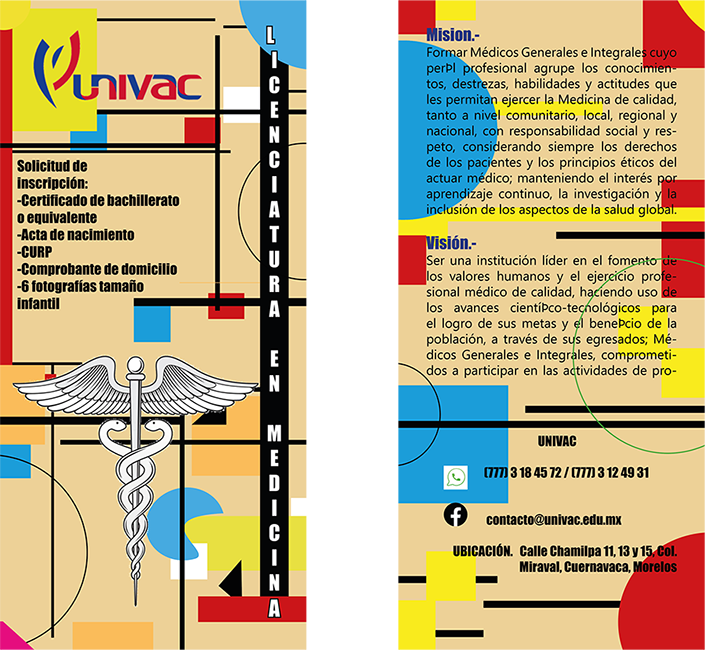 UNIVAC
LICENCIATURA EN MEDICINA
Solicitud de
inscripción:
-Certificado de bachillerato
o equivalente
-Acta de nacimiento
-CURP
-Comprobante de domicilio
-6 fotografías tamaño
infantil
Mision.-
Formar Médicos Generales e Integrales cuyo
perÞl profesional agrupe los conocimien-
tos, destrezas, habilidades y actitudes que
les permitan ejercer la Medicina de calidad,
tanto a nivel comunitario, local, regional y
nacional, con responsabilidad social y res-
peto, considerando siempre los derechos
de los pacientes y los principios éticos del
actuar médico; manteniendo el interés por
aprendizaje continuo, la investigación y la
inclusión de los aspectos de la salud global.
Visión.-
Ser una institución líder en el fomento de
los valores humanos y el ejercicio profe-
sional médico de calidad, haciendo uso de
los avances cientíÞco-tecnológicos para
el logro de sus metas y el beneÞcio de la
población, a través de sus egresados; Mé-
dicos Generales e Integrales, comprometi-
dos a participar en las actividades de pro-
UNIVAC
(777) 3 18 45 72 / (777) 3 12 49 31
contacto@univac.edu.mx
UBICACIÓN. Calle Chamilpa 11, 13 y 15, Col.
Miraval, Cuernavaca, Morelos